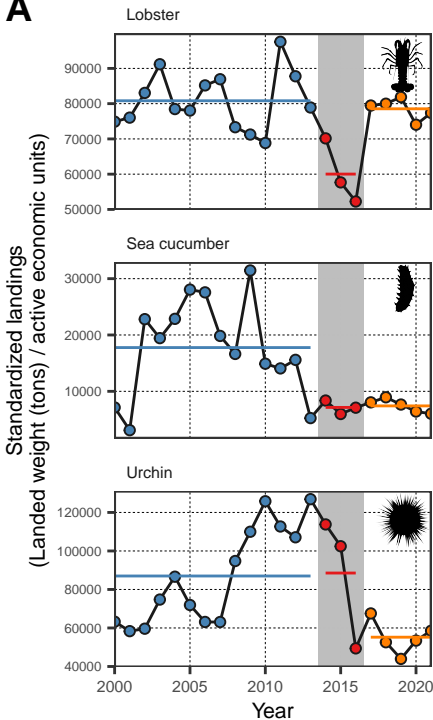 A
Lobster
90000
80000
70000
60000
50000
Sea cucumber
30000
20000
10000
Urchin
120000
100000
80000
60000
40000
2000
2005
2010
2015
2020
Year
Standardized landings
(Landed weight (tons) / active economic units)